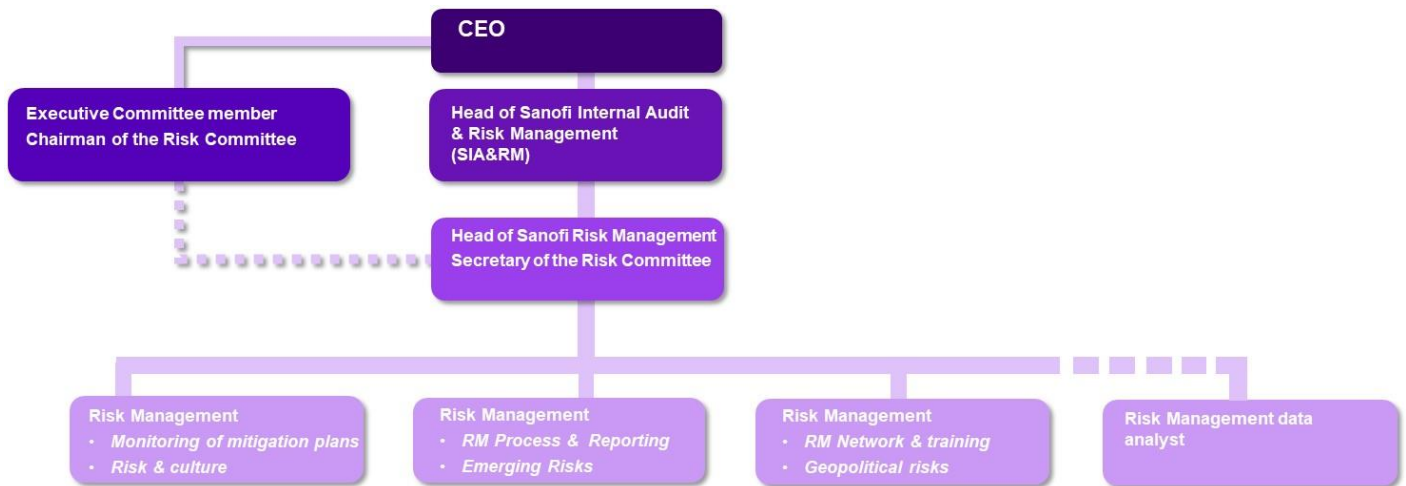 CEO
Executive Committee member
Chairman of the Risk Committee
Head of Sanofi Internal Audit
& Risk Management
(SIA&RM)
Head of Sanofi Risk Management
Secretary of the Risk Committee
Risk Management
• Monitoring of mitigation plans
• Risk & culture
Risk Management
• RM Process & Reporting
• Emerging Risks
Risk Management
• RM Network & training
• Geopolitical risks
Risk Management data
analyst